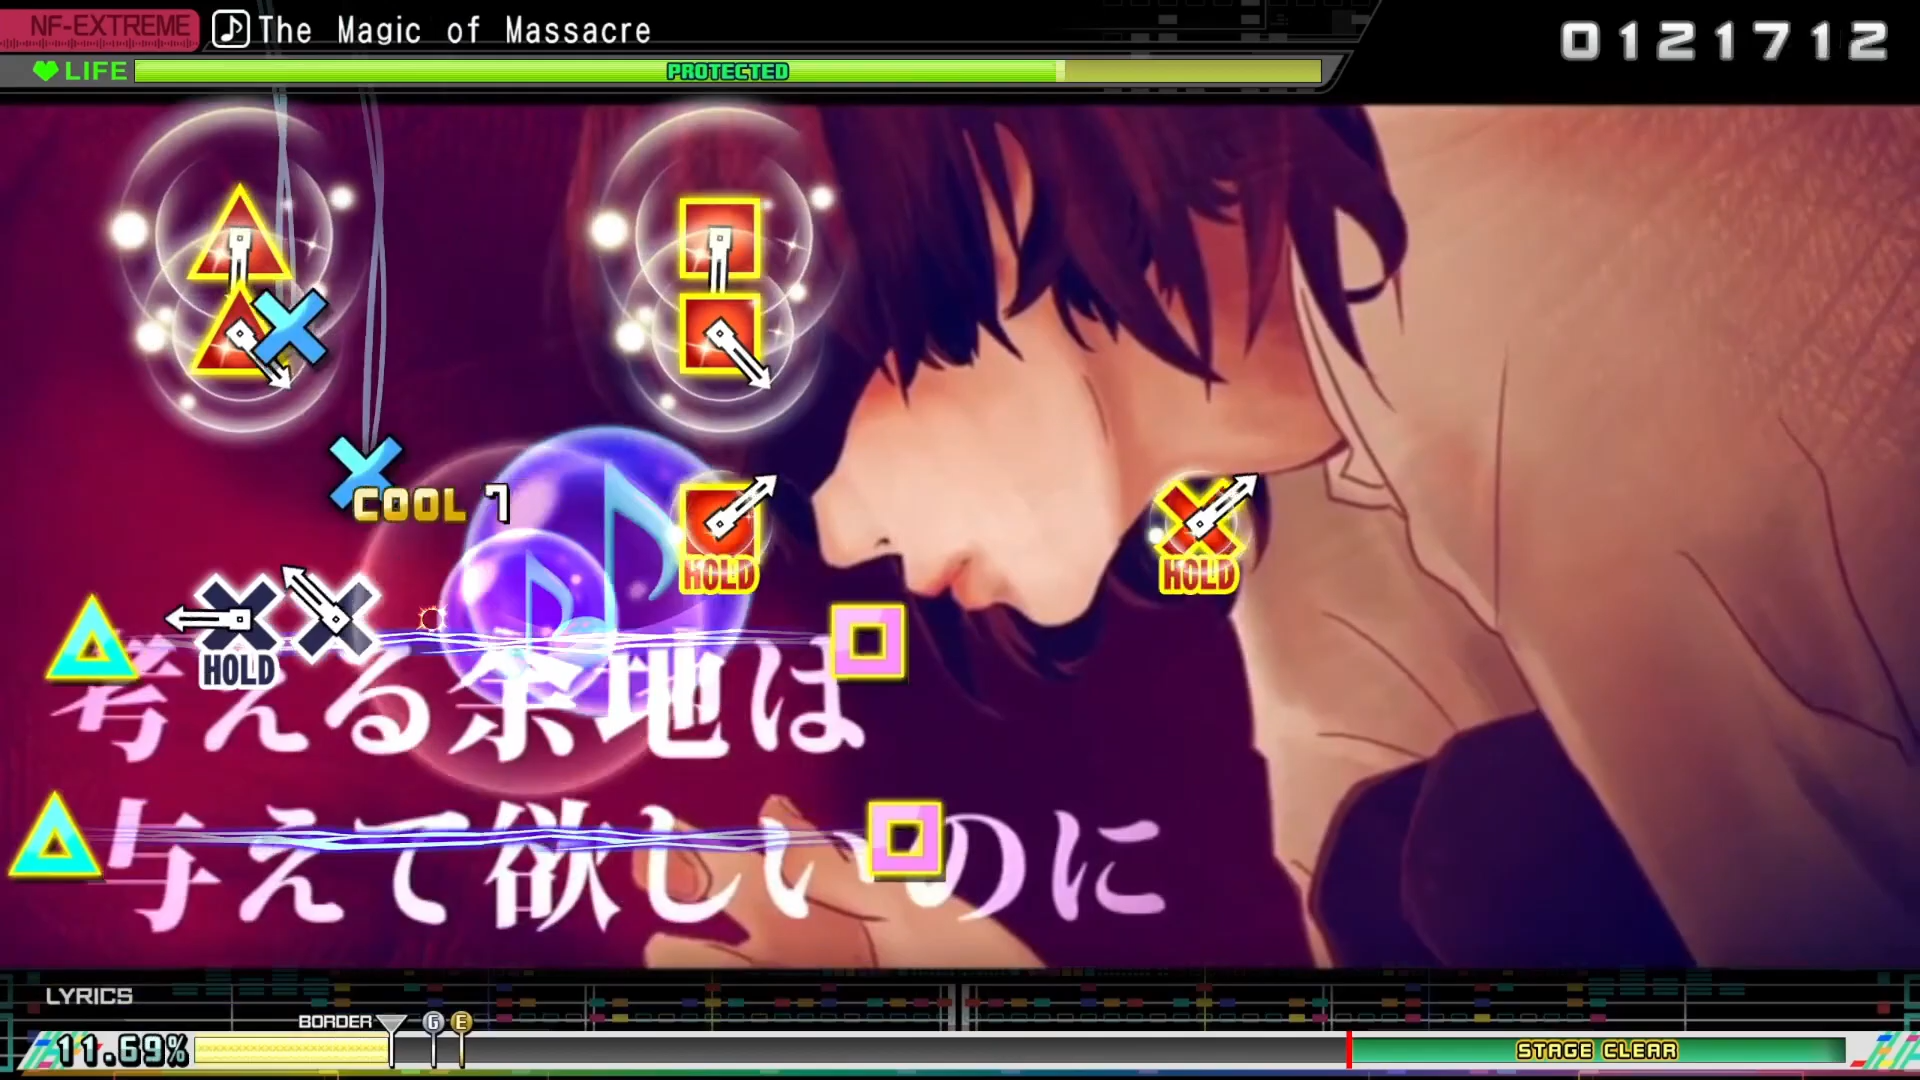 NF-EXTREME
The Magic of Massacre
0121712
LIFE
PROTECTED
COOL 7
HOLD
HOLD
HOLD
考える余地は
与えて欲しいのに
LYRICS
BORDER
G
E
11.69%
STAGE CLEAR